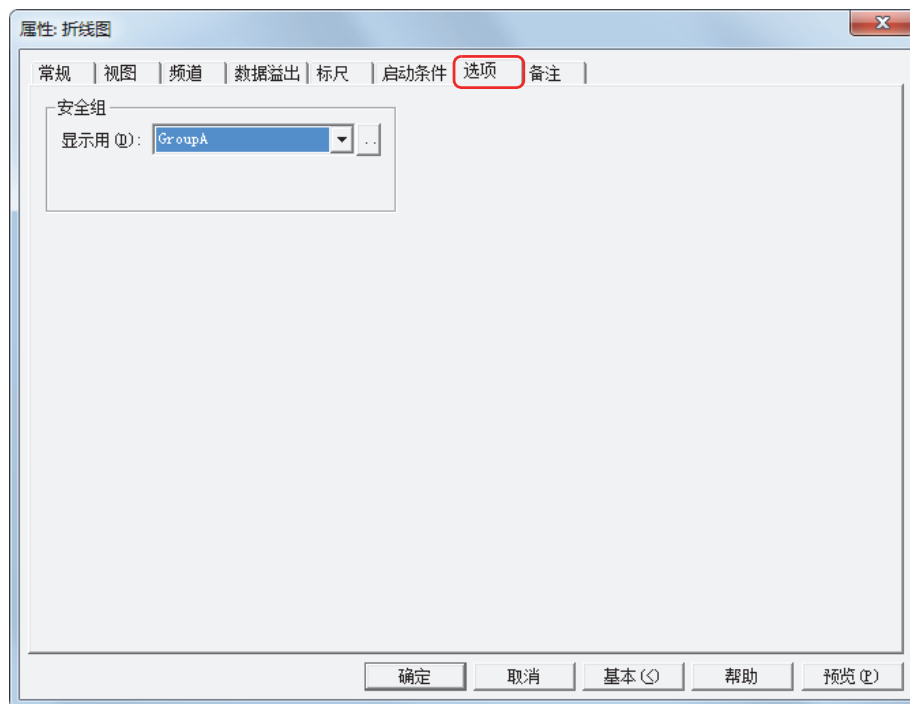 属性: 折线图
常规 视图 频道 数据溢出 标尺 启动条件 选项 备注
安全组
显示用(D): GroupA ..
确定 取消 基本(S) 帮助 预览(P)